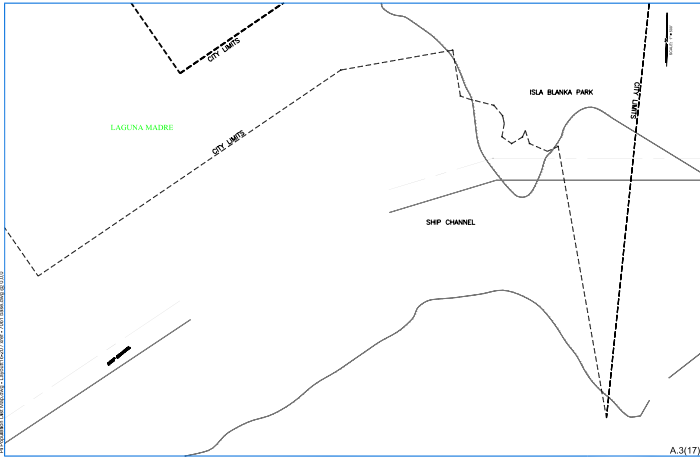 CITY LIMITS
ISLA BLANKA PARK
CITY LIMITS
LAGUNA MADRE
CITY LIMITS
SHIP CHANNEL
A.3(17)